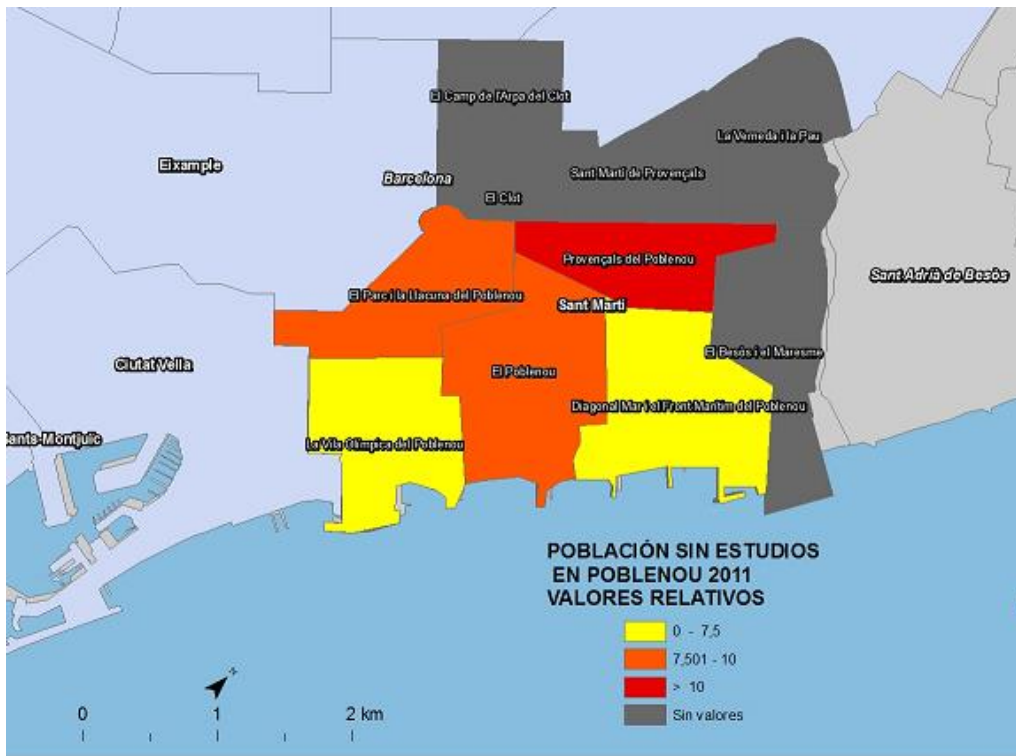 El Camp de l'Arpa del Clot
La Verneda i la Pau
Eixample
Sant Martí de Provençals
Barcelona
El Clot
Provençals del Poblenou
Sant Adrià de Besòs
El Parc i la Llacuna del Poblenou
Sant Martí
El Besòs i el Maresme
Ciutat Vella
El Poblenou
Diagonal Mar i el Front Marítim del Poblenou
Sants-Montjuïc
La Vila Olímpica del Poblenou
POBLACIÓN SIN ESTUDIOS
EN POBLENOU 2011
VALORES RELATIVOS
0 - 7,5
7,501 - 10
> 10
Sin valores
N
0 1 2 km